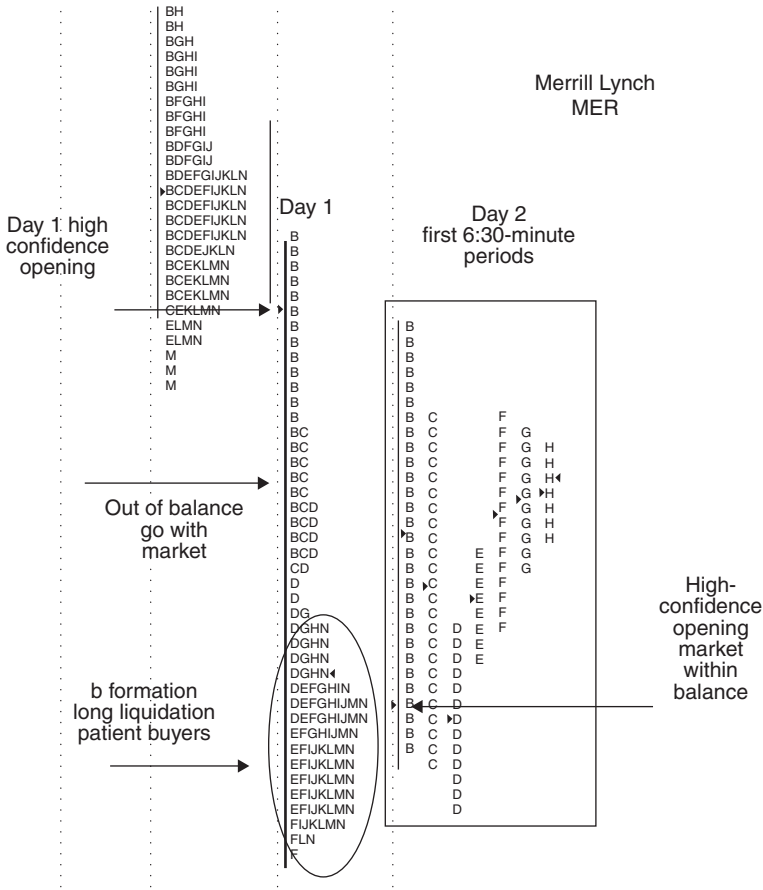 Merrill Lynch
MER
BH
BH
BGH
BGHI
BGHI
BGHI
BFGHI
BFGHI
BFGHI
BDFGIJ
BDFGIJ
BDEFGIJKLN
BCDEFIJKLN
BCDEFIJKLN
BCDEFIJKLN
BCDEFIJKLN
BCDEJKLN
BCEKLMN
BCEKLMN
BCEKLMN
CEKLMN
ELMN
ELMN
M
M
M
Day 1 high
confidence
opening
Out of balance
go with
market
b formation
long liquidation
patient buyers
Day 1
B
B
B
B
B
B
B
B
B
B
B
B
B
BC
BC
BC
BC
BC
BCD
BCD
BCD
BCD
CD
D
D
DG
DGHN
DGHN
DGHN
DGHN
DEFGHIN
DEFGHIJMN
DEFGHIJMN
EFGHIJMN
EFIJKLMN
EFIJKLMN
EFIJKLMN
EFIJKLMN
EFIJKLMN
FIJKLMN
FLN
F
Day 2
first 6:30-minute
periods
B
B
B
B
B
B
B C F
B C F G
B C F G H
B C F G H
B C F G H
B C F G H
B C F G H
B C F G H
B C F G H
B C E F G
B C E F G
B C E F
B C E F
B C E F
B C D E F
B C D E
B C D E
B C D
B C D
B C D
B C D
B C D
B C D
C D
D
D
D
High-
confidence
opening
market
within
balance